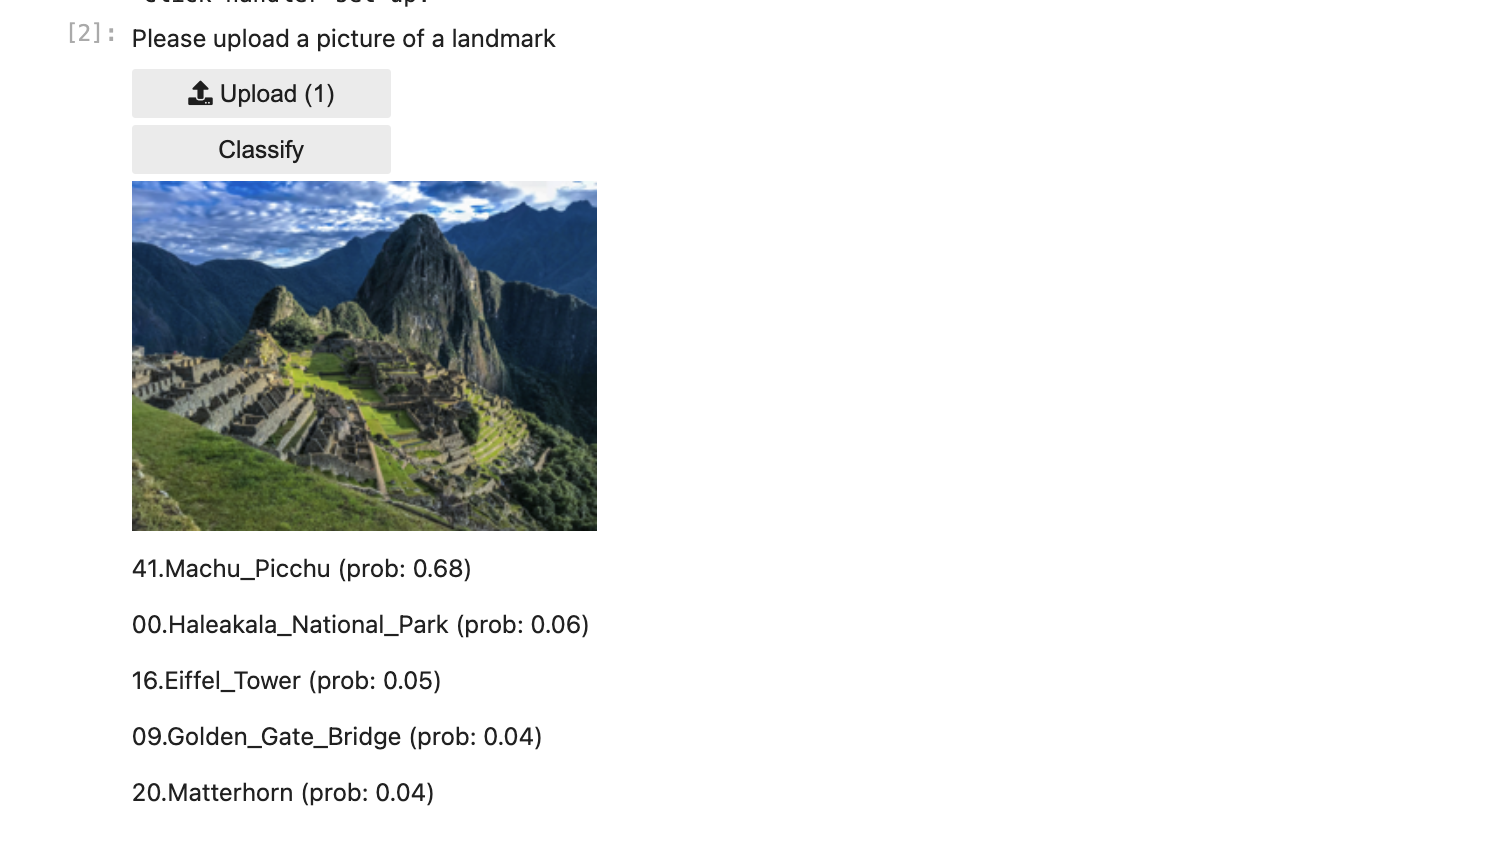 [2]: Please upload a picture of a landmark
Upload (1)
Classify
41.Machu_Picchu (prob: 0.68)
00.Haleakala_National_Park (prob: 0.06)
16.Eiffel_Tower (prob: 0.05)
09.Golden_Gate_Bridge (prob: 0.04)
20.Matterhorn (prob: 0.04)